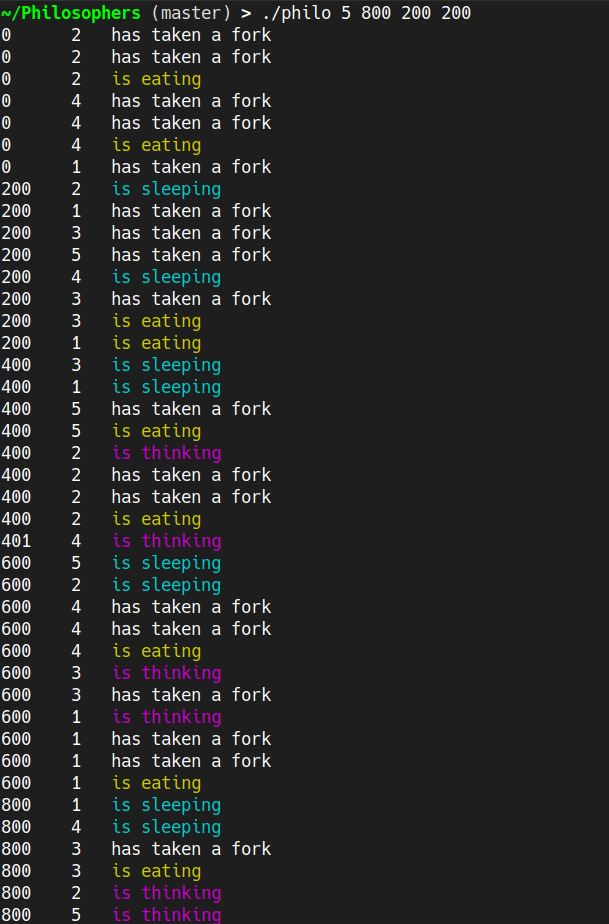 ~/Philosophers (master) > ./philo 5 800 200 200
0 2 has taken a fork
0 2 has taken a fork
0 2 is eating
0 4 has taken a fork
0 4 has taken a fork
0 4 is eating
0 1 has taken a fork
200 2 is sleeping
200 1 has taken a fork
200 3 has taken a fork
200 5 has taken a fork
200 4 is sleeping
200 3 has taken a fork
200 3 is eating
200 1 is eating
400 3 is sleeping
400 1 is sleeping
400 5 has taken a fork
400 5 is eating
400 2 is thinking
400 2 has taken a fork
400 2 has taken a fork
400 2 is eating
401 4 is thinking
600 5 is sleeping
600 2 is sleeping
600 4 has taken a fork
600 4 has taken a fork
600 4 is eating
600 3 is thinking
600 3 has taken a fork
600 1 is thinking
600 1 has taken a fork
600 1 has taken a fork
600 1 is eating
800 1 is sleeping
800 4 is sleeping
800 3 has taken a fork
800 3 is eating
800 2 is thinking
800 5 is thinking